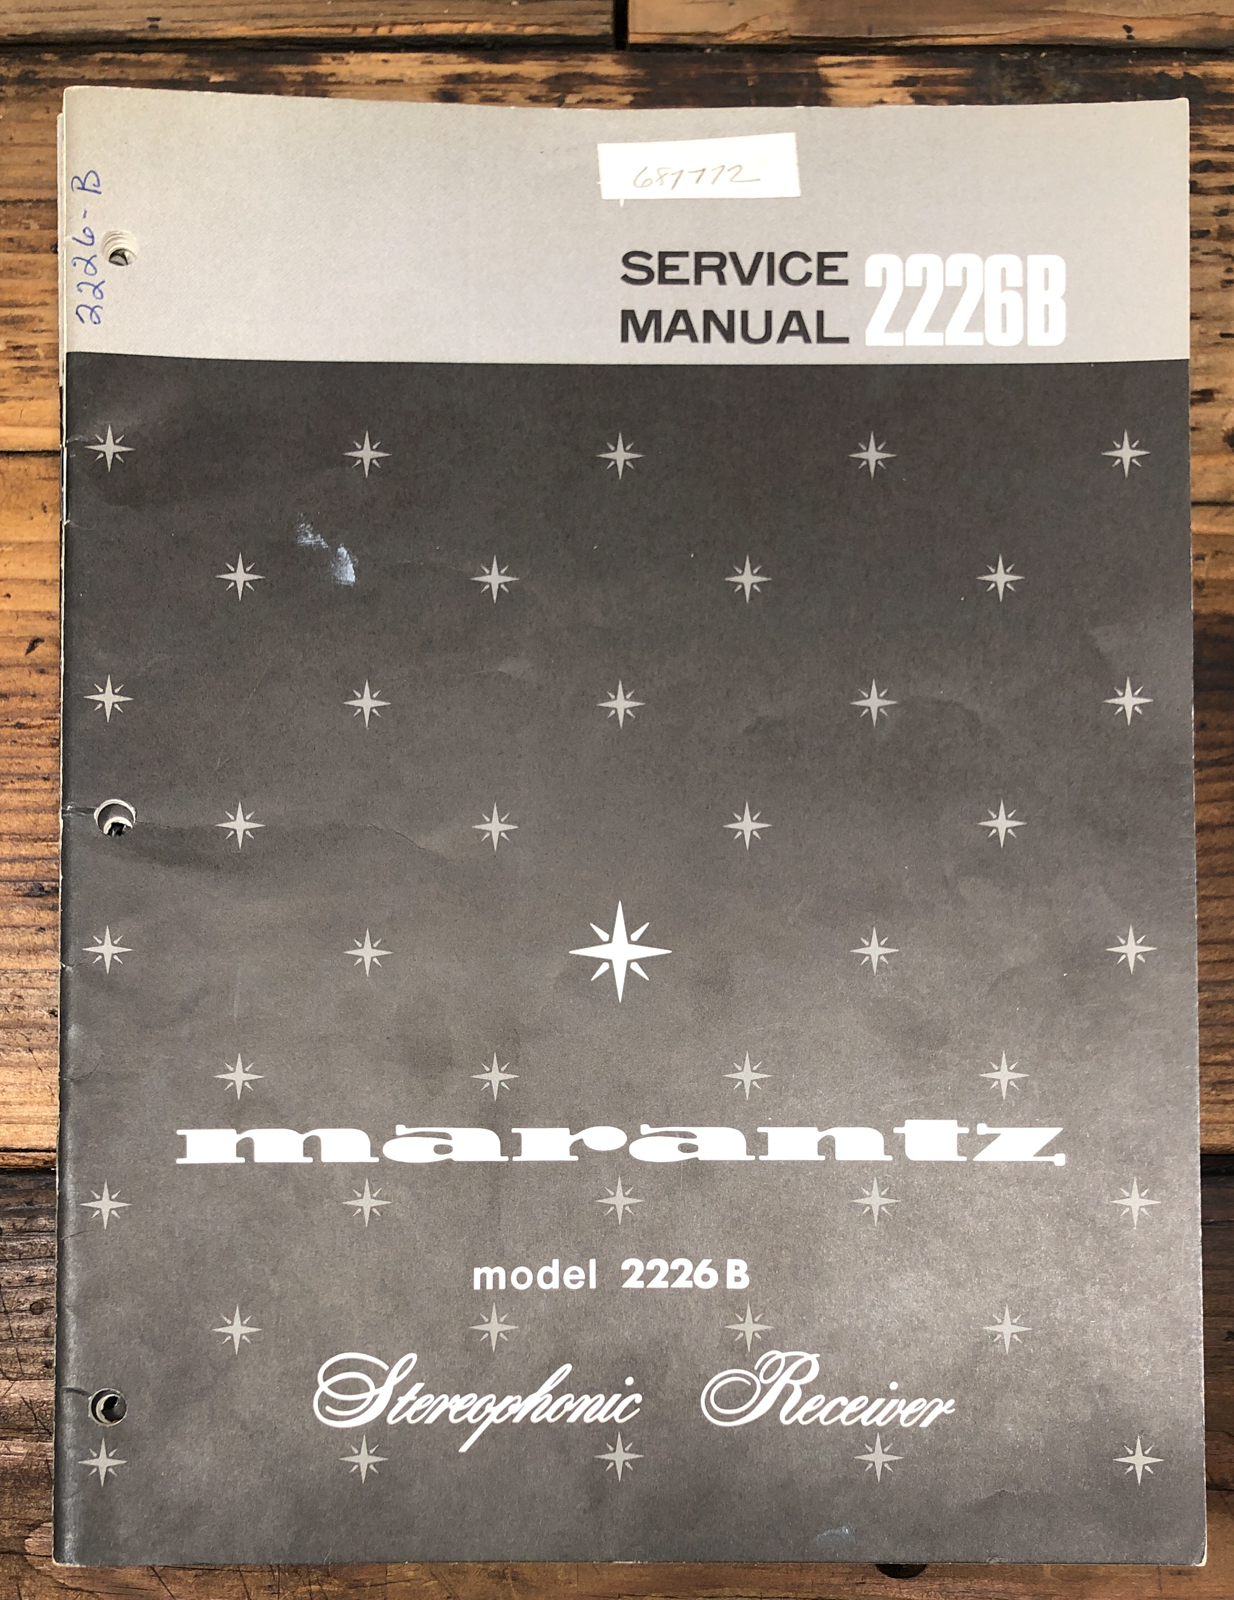 687772
2226-B
SERVICE
MANUAL 2226B
marantz
model 2226B
Stereophonic Receiver